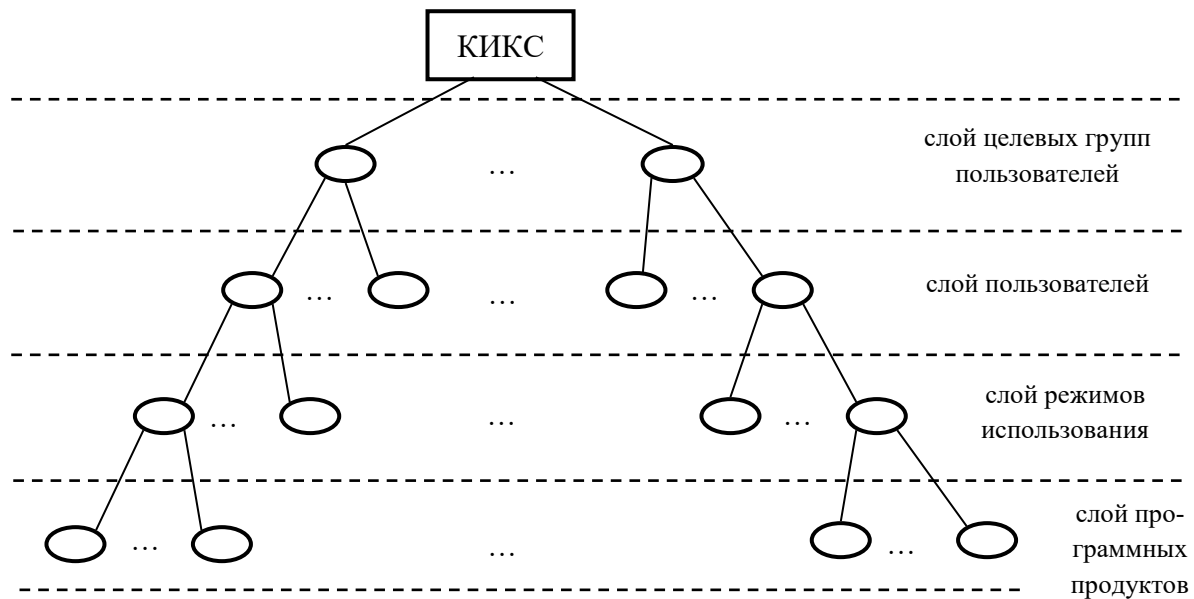 КИКС
слой целевых групп
пользователей
…
… … …
слой пользователей
слой режимов
использования
… … …
слой про-
граммных
продуктов
… … …